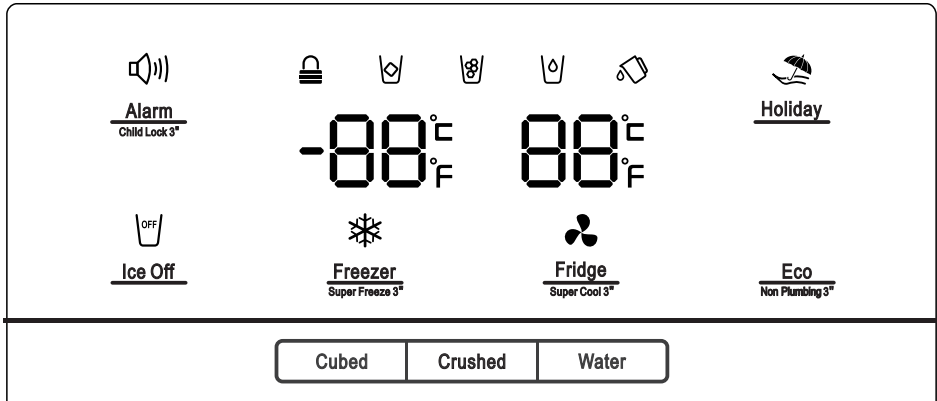 Alarm
Child Lock 3"
-88 °C °F
88 °C °F
Holiday
OFF
Ice Off
Freezer
Super Freeze 3"
Fridge
Super Cool 3"
Eco
Non Plumbing 3"
Cubed
Crushed
Water